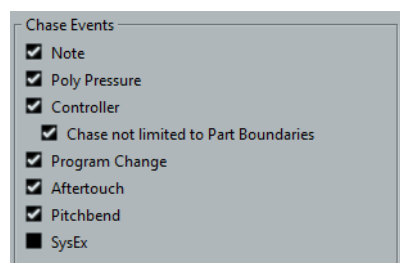 Chase Events
Note
Poly Pressure
Controller
Chase not limited to Part Boundaries
Program Change
Aftertouch
Pitchbend
SysEx